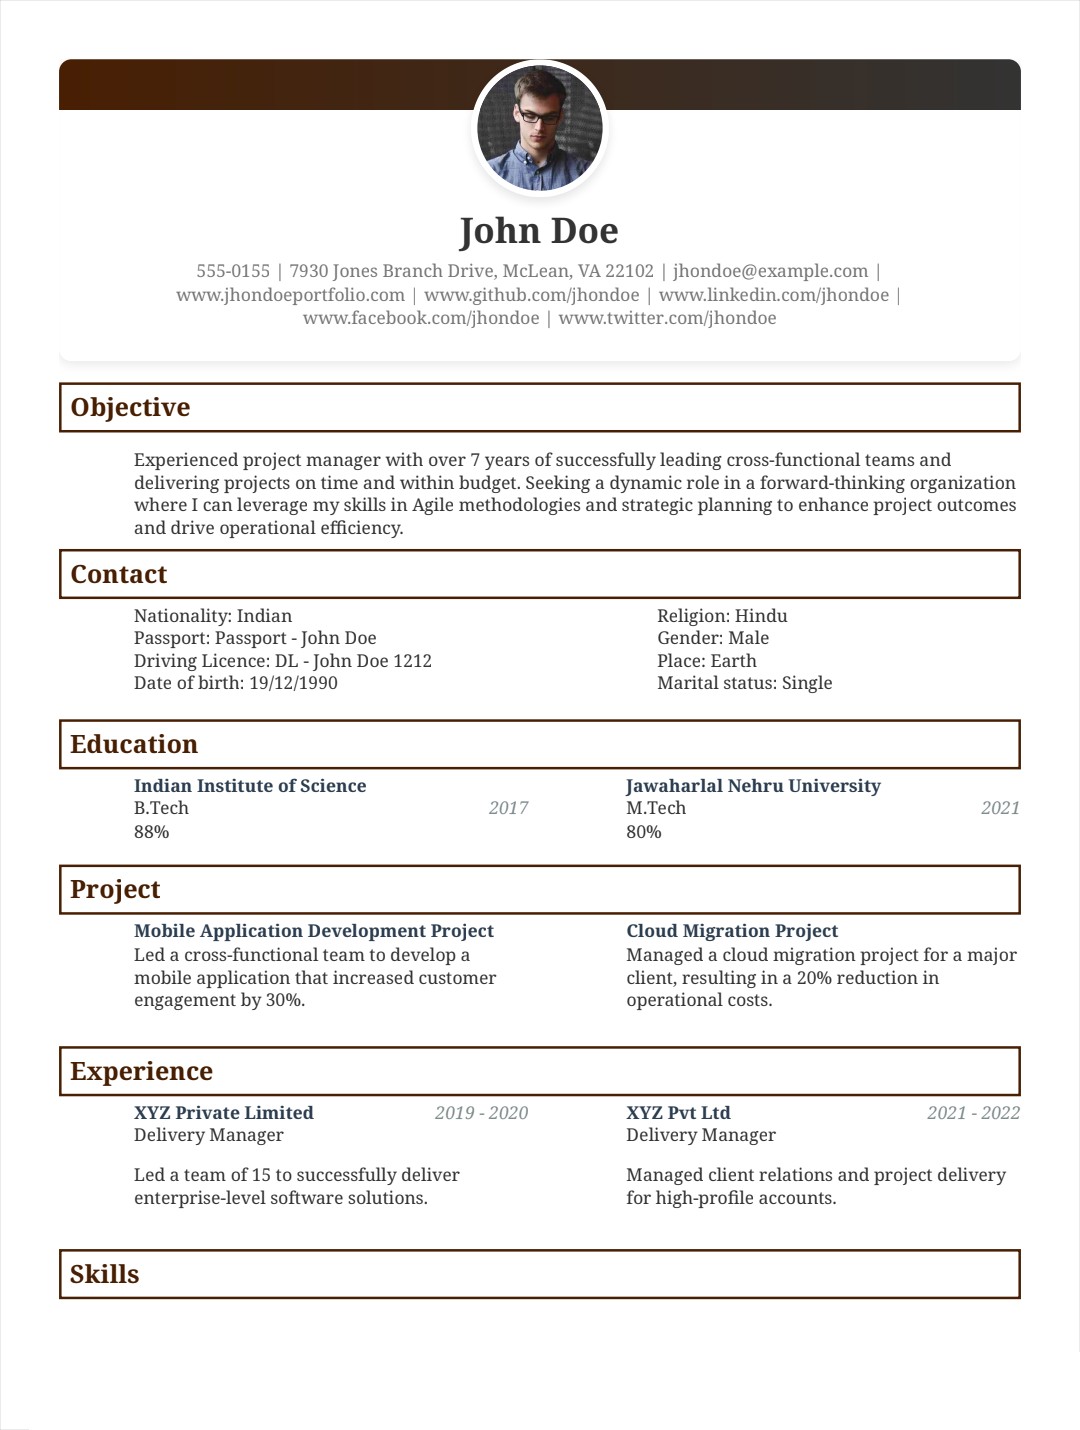 John Doe
555-0155 | 7930 Jones Branch Drive, McLean, VA 22102 | jhondoe@example.com |
www.jhondoeportfolio.com | www.github.com/jhondoe | www.linkedin.com/jhondoe |
www.facebook.com/jhondoe | www.twitter.com/jhondoe
Objective
Experienced project manager with over 7 years of successfully leading cross-functional teams and
delivering projects on time and within budget. Seeking a dynamic role in a forward-thinking organization
where I can leverage my skills in Agile methodologies and strategic planning to enhance project outcomes
and drive operational efficiency.
Contact
Nationality: Indian
Passport: Passport - John Doe
Driving Licence: DL - John Doe 1212
Date of birth: 19/12/1990
Religion: Hindu
Gender: Male
Place: Earth
Marital status: Single
Education
Indian Institute of Science
B.Tech 2017
88%
Jawaharlal Nehru University
M.Tech 2021
80%
Project
Mobile Application Development Project
Led a cross-functional team to develop a
mobile application that increased customer
engagement by 30%.
Cloud Migration Project
Managed a cloud migration project for a major
client, resulting in a 20% reduction in
operational costs.
Experience
XYZ Private Limited 2019 - 2020
Delivery Manager
Led a team of 15 to successfully deliver
enterprise-level software solutions.
XYZ Pvt Ltd 2021 - 2022
Delivery Manager
Managed client relations and project delivery
for high-profile accounts.
Skills